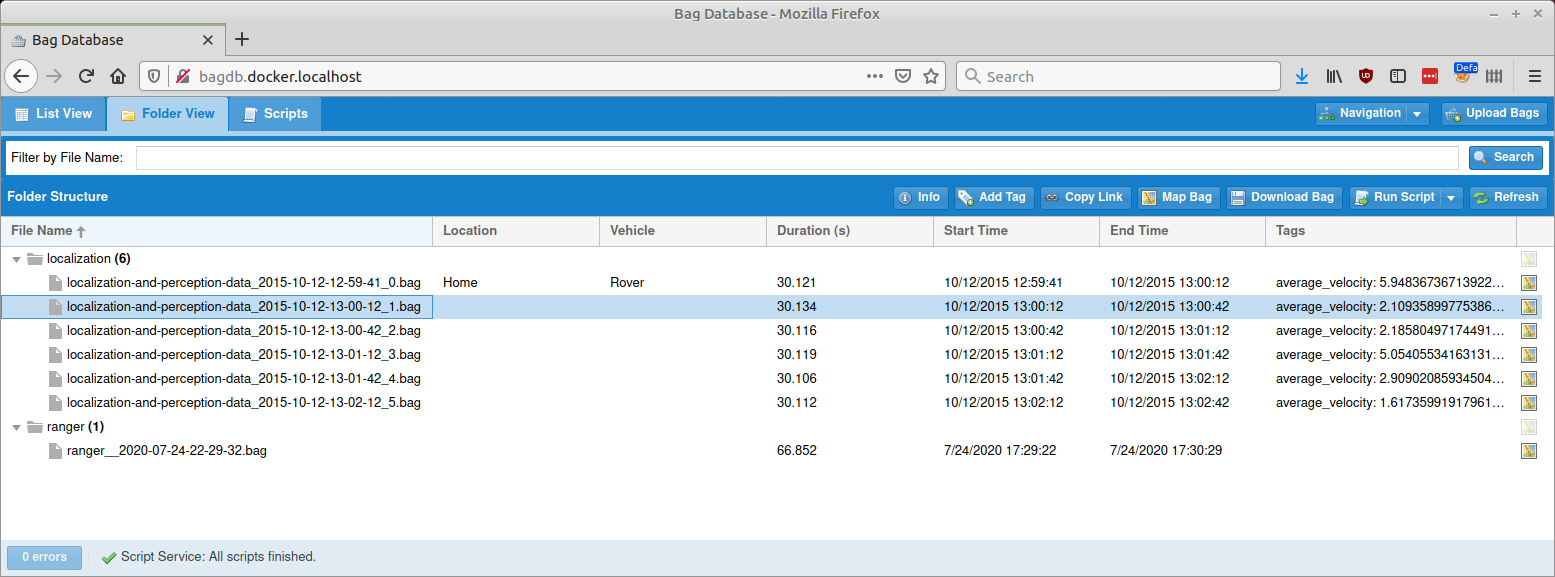 Bag Database - Mozilla Firefox
Bag Database
bagdb.docker.localhost
Search
Defa
List View Folder View Scripts Navigation Upload Bags
Filter by File Name: Search
Folder Structure Info Add Tag Copy Link Map Bag Download Bag Run Script Refresh
File Name Location Vehicle Duration (s) Start Time End Time Tags
localization (6)
localization-and-perception-data_2015-10-12-12-59-41_0.bag Home Rover 30.121 10/12/2015 12:59:41 10/12/2015 13:00:12 average_velocity: 5.94836736713922...
localization-and-perception-data_2015-10-12-13-00-12_1.bag 30.134 10/12/2015 13:00:12 10/12/2015 13:00:42 average_velocity: 2.10935899775386...
localization-and-perception-data_2015-10-12-13-00-42_2.bag 30.116 10/12/2015 13:00:42 10/12/2015 13:01:12 average_velocity: 2.18580497174491...
localization-and-perception-data_2015-10-12-13-01-12_3.bag 30.119 10/12/2015 13:01:12 10/12/2015 13:01:42 average_velocity: 5.05405534163131...
localization-and-perception-data_2015-10-12-13-01-42_4.bag 30.106 10/12/2015 13:01:42 10/12/2015 13:02:12 average_velocity: 2.90902085934504...
localization-and-perception-data_2015-10-12-13-02-12_5.bag 30.112 10/12/2015 13:02:12 10/12/2015 13:02:42 average_velocity: 1.61735991917961...
ranger (1)
ranger__2020-07-24-22-29-32.bag 66.852 7/24/2020 17:29:22 7/24/2020 17:30:29
0 errors Script Service: All scripts finished.